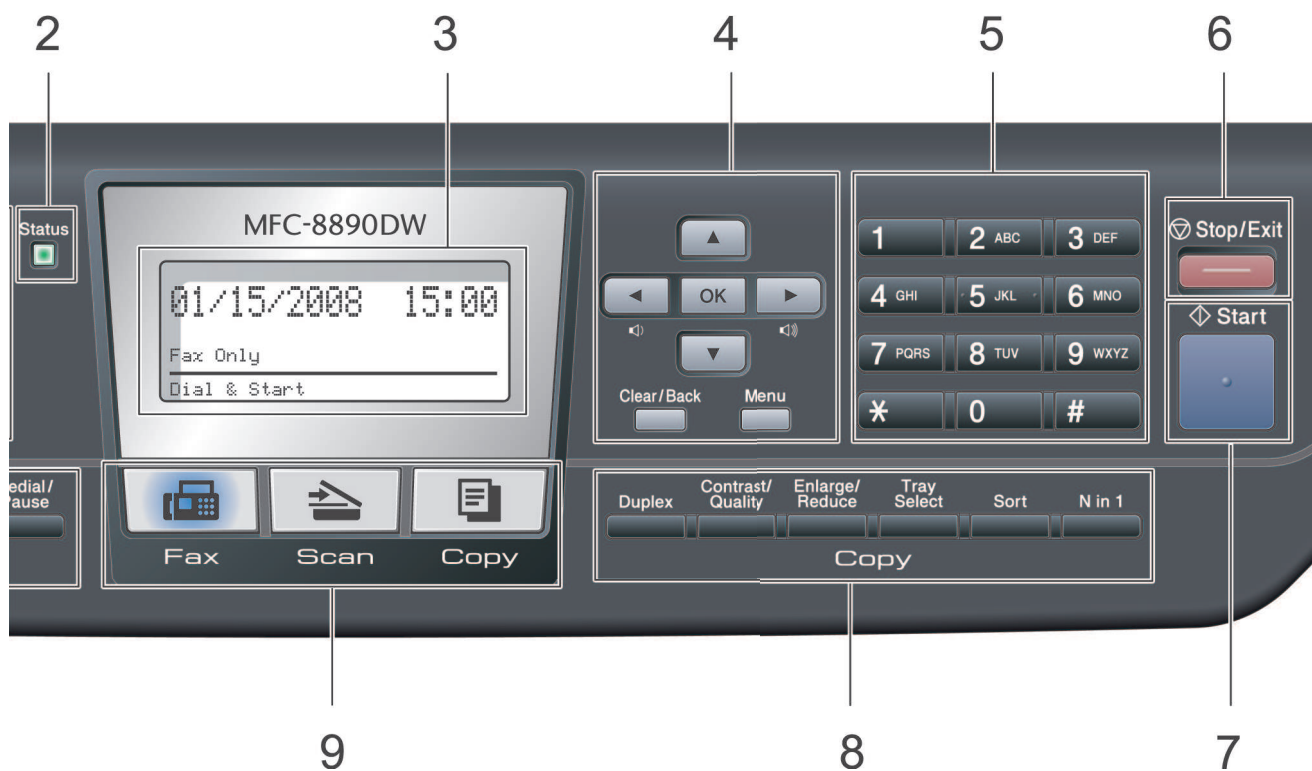 2 3 4 5 6
Status
MFC-8890DW
01/15/2008 15:00
Fax Only
Dial & Start
OK
Clear/Back Menu
1 2 ABC 3 DEF
4 GHI 5 JKL 6 MNO
7 PQRS 8 TUV 9 WXYZ
* 0 #
Stop/Exit
Start
edial/
ause
Fax Scan Copy
Duplex
Contrast/
Quality
Enlarge/
Reduce
Tray
Select
Sort
N in 1
Copy
9 8 7